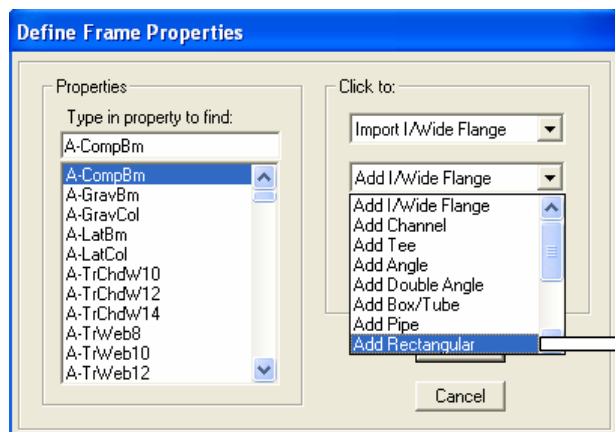 Define Frame Properties
Properties
Type in property to find:
A-CompBm
A-CompBm
A-GravBm
A-GravCol
A-LatBm
A-LatCol
A-TrChdW10
A-TrChdW12
A-TrChdW14
A-TrWeb8
A-TrWeb10
A-TrWeb12
Click to:
Import I/Wide Flange
Add I/Wide Flange
Add I/Wide Flange
Add Channel
Add Tee
Add Angle
Add Double Angle
Add Box/Tube
Add Pipe
Add Rectangular
Cancel